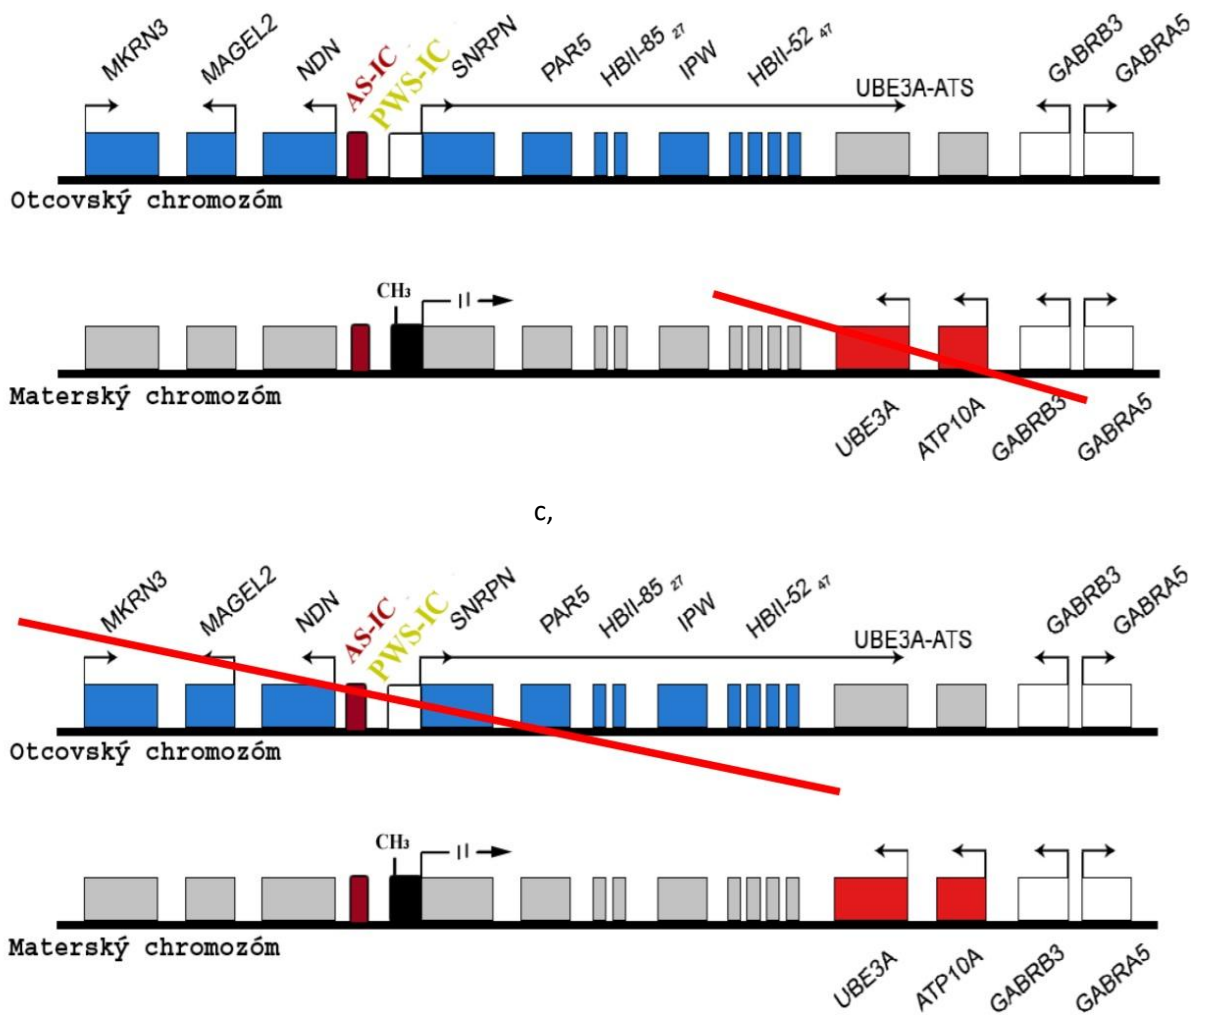 MKRN3 MAGEL2 NDN AS-IC PWS-IC SNRPN PAR5 HBII-85 27 IPW HBII-52 47 GABRB3 GABRA5
UBE3A-ATS
Otcovský chromozóm
CH3
Materský chromozóm
UBE3A ATP10A GABRB3 GABRA5
c,
MKRN3 MAGEL2 NDN AS-IC PWS-IC SNRPN PAR5 HBII-85 27 IPW HBII-52 47 GABRB3 GABRA5
UBE3A-ATS
Otcovský chromozóm
CH3
Materský chromozóm
UBE3A ATP10A GABRB3 GABRA5